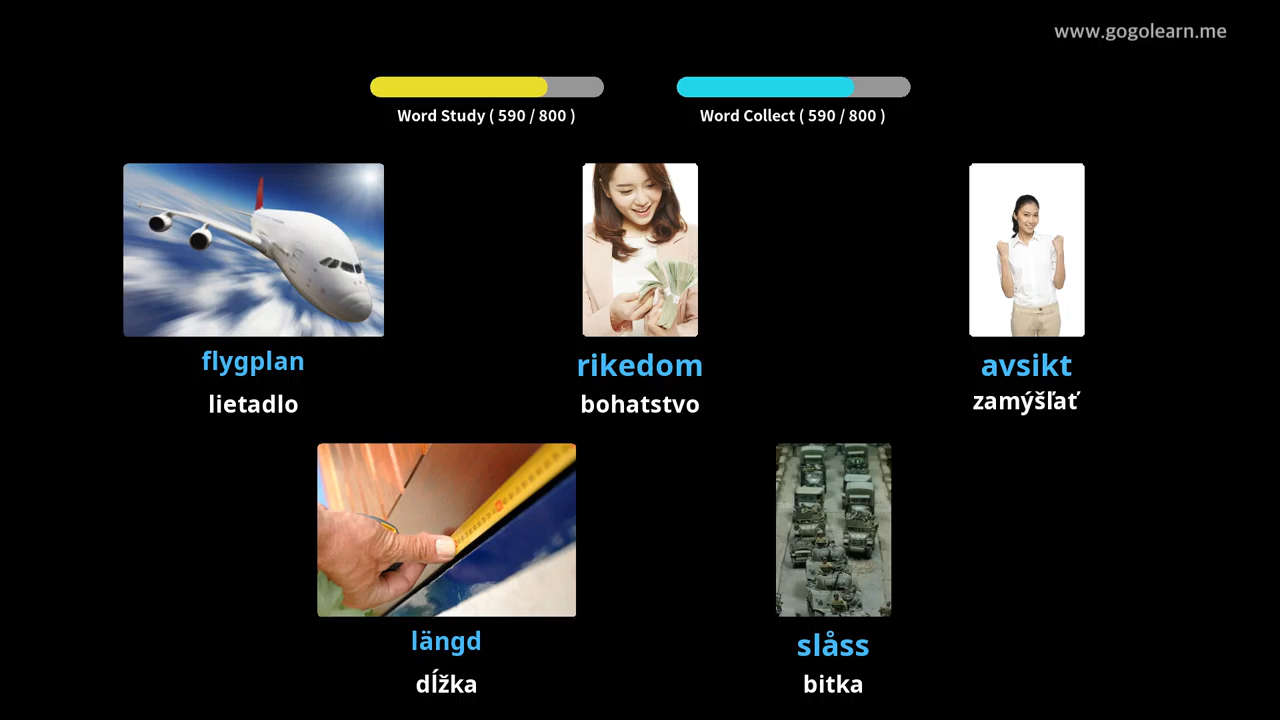 www.gogolearn.me
Word Study ( 590 / 800 )
Word Collect ( 590 / 800 )
flygplan
lietadlo
rikedom
bohatstvo
avsikt
zamýšľať
längd
dĺžka
slåss
bitka